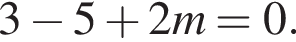 3 − 5 + 2m = 0.